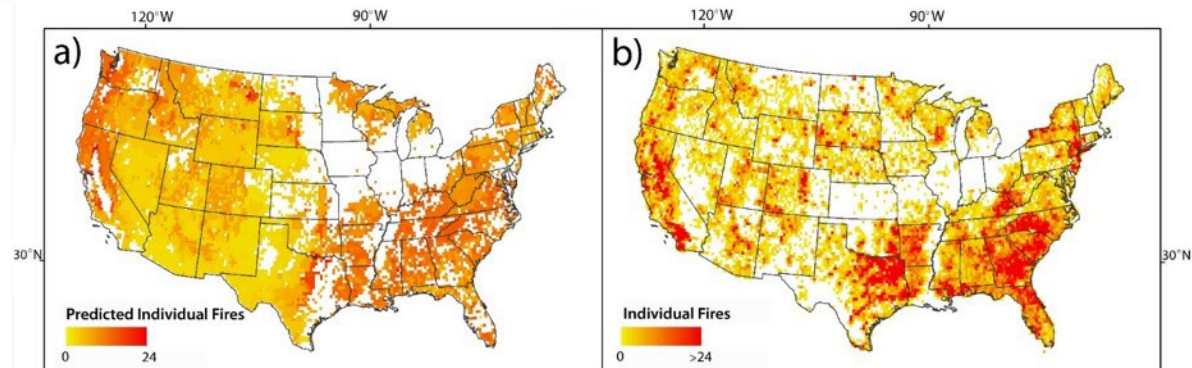 120°W 90°W 120°W 90°W
a) b)
30°N 30°N
Predicted Individual Fires Individual Fires
0 24 0 >24